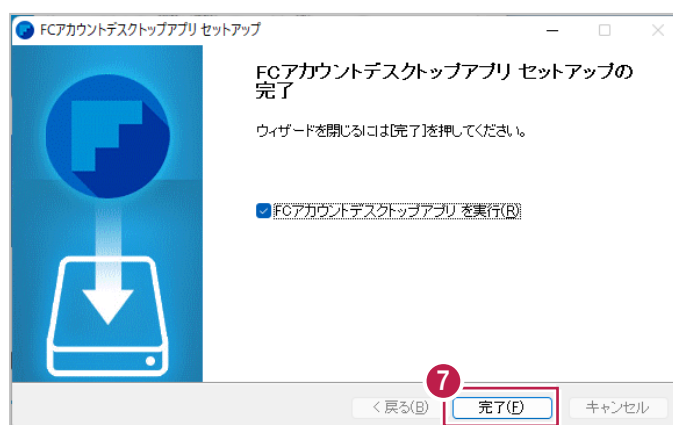 FCアカウントデスクトップアプリ セットアップ
FCアカウントデスクトップアプリ セットアップの
完了
ウィザードを閉じるには[完了]を押してください。
FCアカウントデスクトップアプリ を実行(R)
7
< 戻る(B) 完了(F) キャンセル